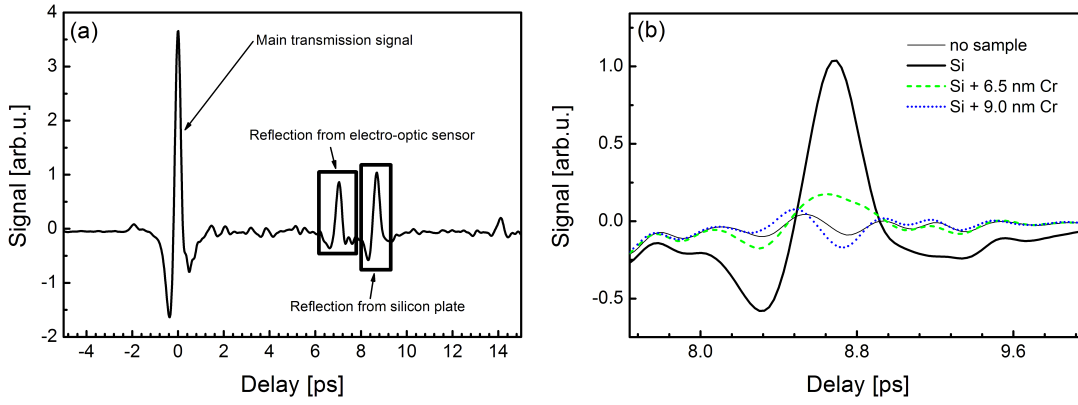 (a)
Main transmission signal
Reflection from electro-optic sensor
Reflection from silicon plate
Signal [arb.u.]
4
3
2
1
0
-1
-2
-4 -2 0 2 4 6 8 10 12 14
Delay [ps]
(b)
no sample
Si
Si + 6.5 nm Cr
Si + 9.0 nm Cr
Signal [arb.u.]
1.0
0.5
0.0
-0.5
8.0 8.8 9.6
Delay [ps]